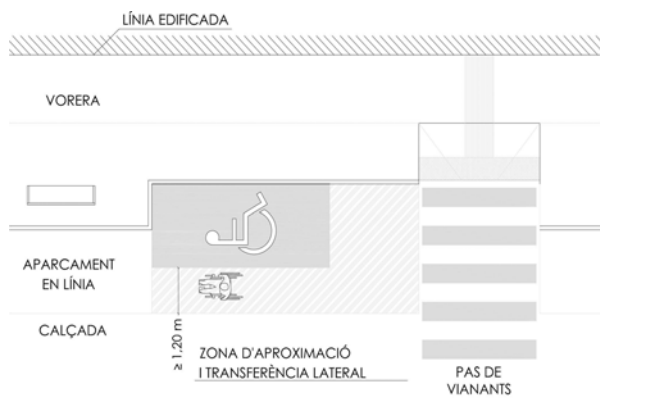 LÍNIA EDIFICADA
VORERA
APARCAMENT
EN LÍNIA
CALÇADA
≥ 1.20 m
ZONA D'APROXIMACIÓ
I TRANSFERÈNCIA LATERAL
PAS DE
VIANANTS